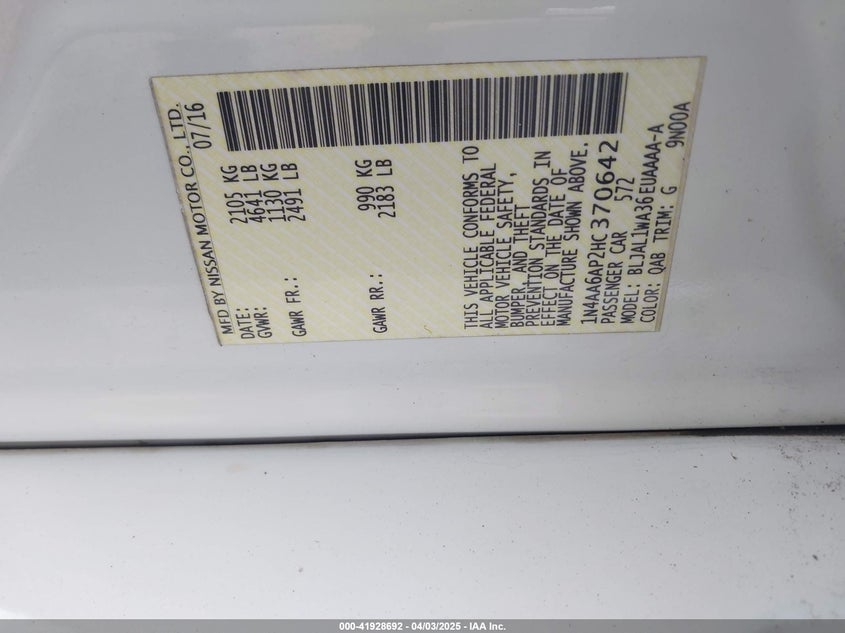 MFD BY NISSAN MOTOR CO., LTD.
DATE: 07/16
GVWR: 2105 KG
4641 LB
GAWR FR.: 1130 KG
2491 LB
GAWR RR.: 990 KG
2183 LB
THIS VEHICLE CONFORMS TO
ALL APPLICABLE FEDERAL
MOTOR VEHICLE SAFETY,
BUMPER, AND THEFT
PREVENTION STANDARDS IN
EFFECT ON THE DATE OF
MANUFACTURE SHOWN ABOVE.
1N4AA6AP2HC370642
PASSENGER CAR 572
MODEL: BLJAL1WA36EUAAAA-A
COLOR: QAB TRIM: G 9N00A
000-41928692 - 04/03/2025 - IAA Inc.